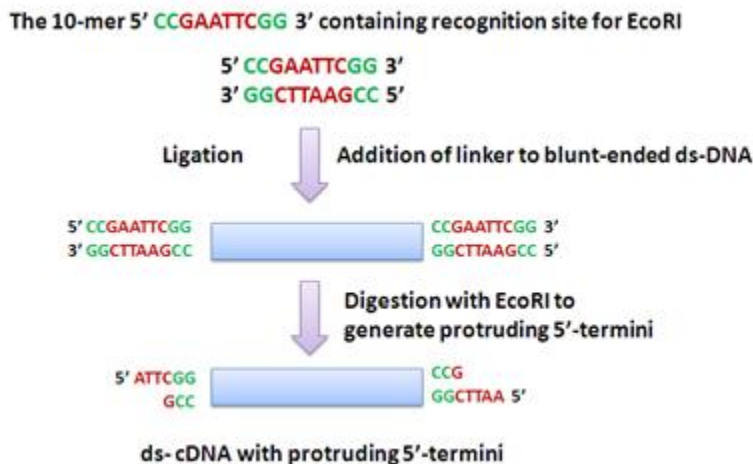 The 10-mer 5' CCGAATTCGG 3' containing recognition site for EcoRI
5' CCGAATTCGG 3'
3' GGCTTAAGCC 5'
Ligation Addition of linker to blunt-ended ds-DNA
5' CCGAATTCGG CCGAATTCGG 3'
3' GGCTTAAGCC GGCTTAAGCC 5'
Digestion with EcoRI to
generate protruding 5'-termini
5' ATTCGG CCG
GCC GGCTTAA 5'
ds- cDNA with protruding 5'-termini